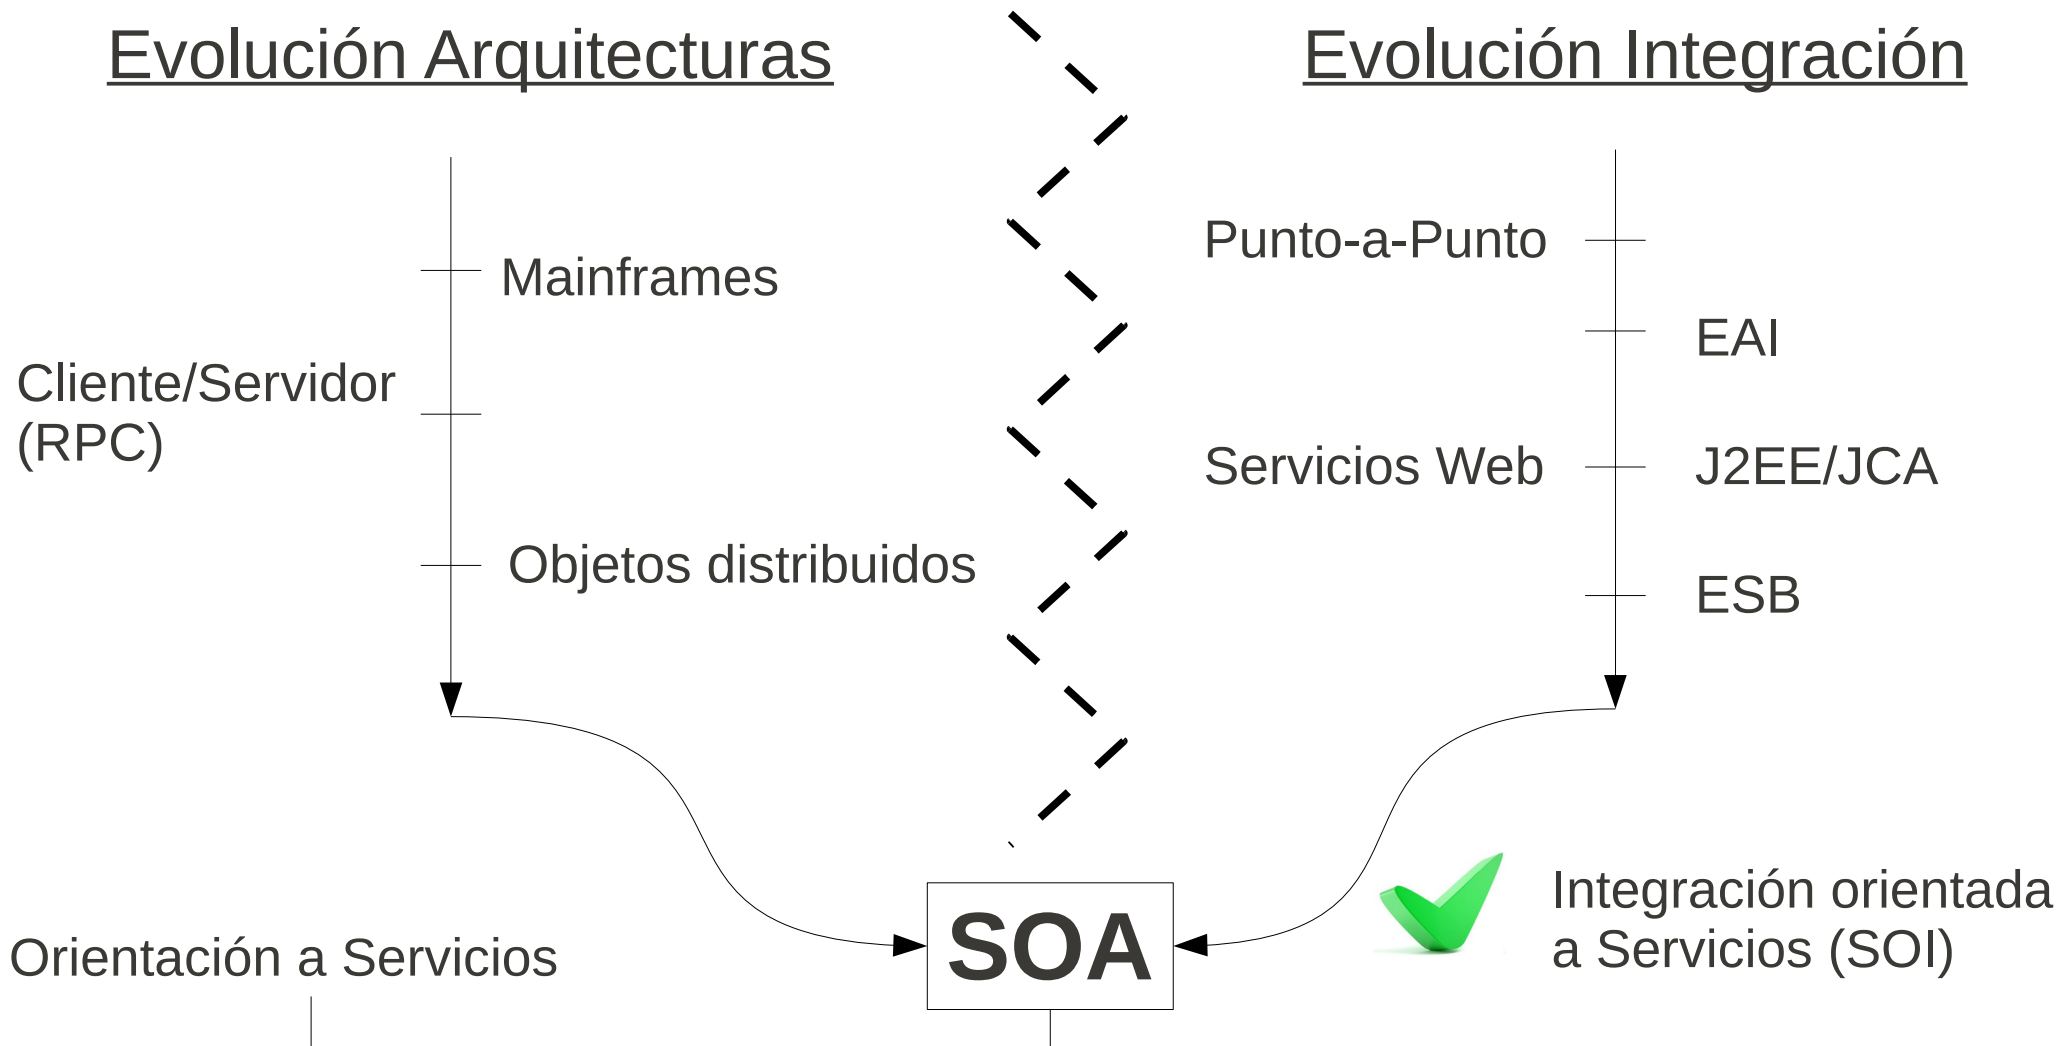 Evolución Arquitecturas
Evolución Integración
Mainframes
Cliente/Servidor
(RPC)
Objetos distribuidos
Punto-a-Punto
EAI
Servicios Web
J2EE/JCA
ESB
Orientación a Servicios
SOA
Integración orientada
a Servicios (SOI)